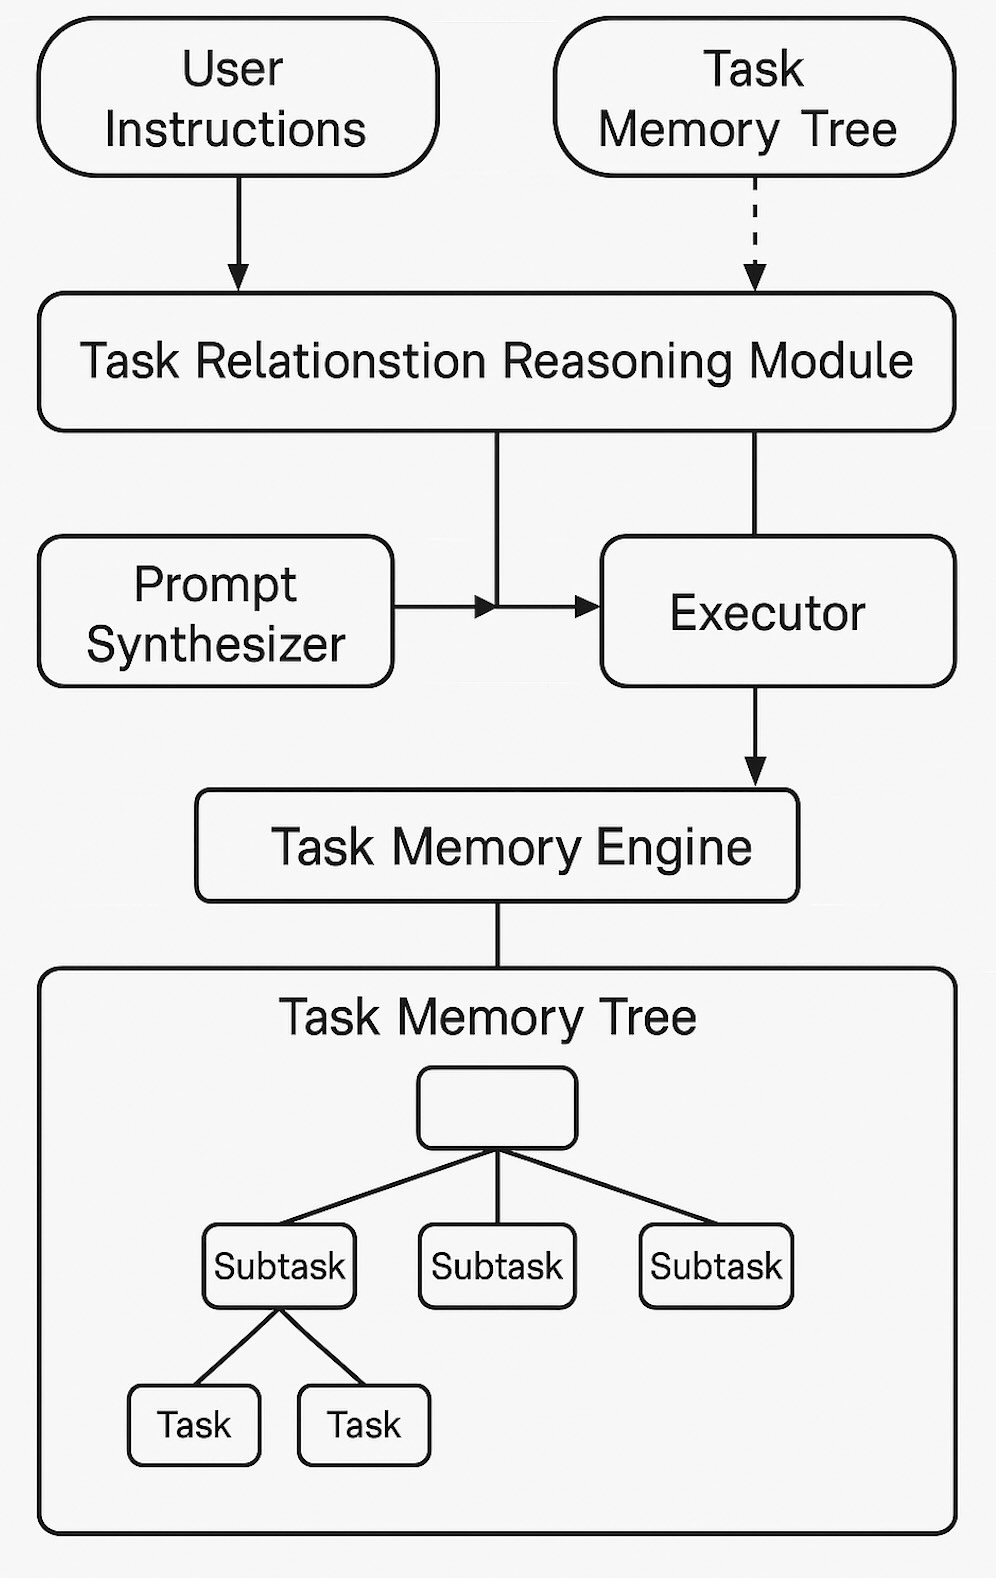 User
Instructions
Task
Memory Tree
Task Relationstion Reasoning Module
Prompt
Synthesizer
Executor
Task Memory Engine
Task Memory Tree
Subtask
Subtask
Subtask
Task
Task